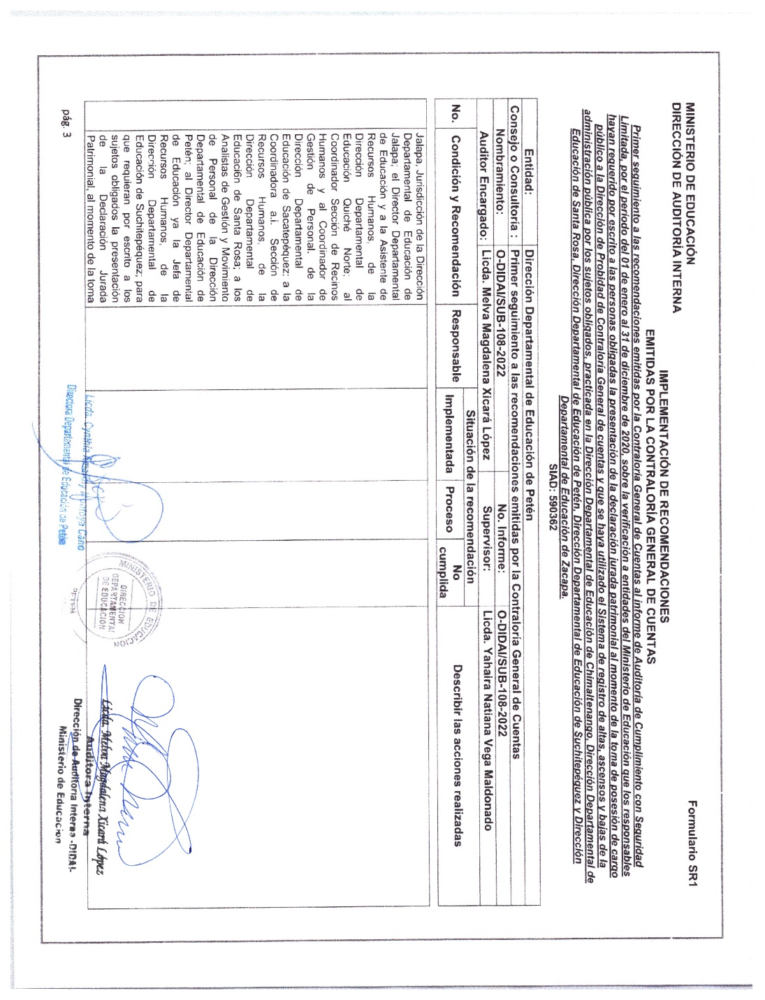 MINISTERIO DE EDUCACIÓN
DIRECCIÓN DE AUDITORÍA INTERNA
Formulario SR1
IMPLEMENTACIÓN DE RECOMENDACIONES
EMITIDAS POR LA CONTRALORÍA GENERAL DE CUENTAS
Primer seguimiento a las recomendaciones emitidas por la Contraloría General de Cuentas al informe de Auditoría de Cumplimiento con Seguridad
Limitada, por el período del 01 de enero al 31 de diciembre de 2020, sobre la verificación a entidades del Ministerio de Educación que los responsables
hayan requerido por escrito a las personas obligadas la presentación de la declaración jurada patrimonial al momento de la toma de posesión de cargo
público a la Dirección de Probidad de Contraloría General de cuentas y que se haya utilizado el Sistema de registro de altas, ascensos y bajas de la
administración pública por los sujetos obligados, practicada en la Dirección Departamental de Educación de Chimaltenango, Dirección Departamental de
Educación de Santa Rosa, Dirección Departamental de Educación de Petén, Dirección Departamental de Educación de Suchitepéquez y Dirección
Departamental de Educación de Zacapa.
SIAD: 590362
Entidad: Dirección Departamental de Educación de Petén
Consejo o Consultoría : Primer seguimiento a las recomendaciones emitidas por la Contraloría General de Cuentas
Nombramiento: O-DIDAI/SUB-108-2022 No. Informe: O-DIDAI/SUB-108-2022
Auditor Encargado: Licda. Melva Magdalena Xicará López Supervisor: Licda. Yahaira Natiana Vega Maldonado
No. Condición y Recomendación Responsable Situación de la recomendación Describir las acciones realizadas
Implementada Proceso No cumplida
Jalapa, Jurisdicción de la Dirección
Departamental de Educación de
Jalapa; el Director Departamental
de Educación y a la Asistente de
Recursos Humanos, de la
Dirección Departamental de
Educación Quiché Norte; al
Coordinador Sección de Recinos
Humanos y al Coordinador de
Gestión de Personal. de la
Dirección Departamental de
Educación de Sacatepéquez; a la
Coordinadora a.i. Sección de
Recursos Humanos, de la
Dirección Departamental de
Educación de Santa Rosa; a los
Analistas de Gestión y Movimiento
de Personal de la Dirección
Departamental de Educación de
Petén; al Director Departamental
de Educación ya la Jefa de
Recursos Humanos, de la
Dirección Departamental de
Educación de Suchitepéquez; para
que requieran por escrito a los
sujetos obligados la presentación
de la Declaración Jurada
Patrimonial, al momento de la toma
Licda. Cynthia Montoya Cano
Directora Departamental de Educación de Petén
MINISTERIO DE EDUCACION
DIRECCION
DEPARTAMENTAL
DE EDUCACION
PETEN
Licda. Melva Magdalena Xicará López
Auditora Interna
Dirección de Auditoría Interna -DIDAI-
Ministerio de Educación
pág. 3